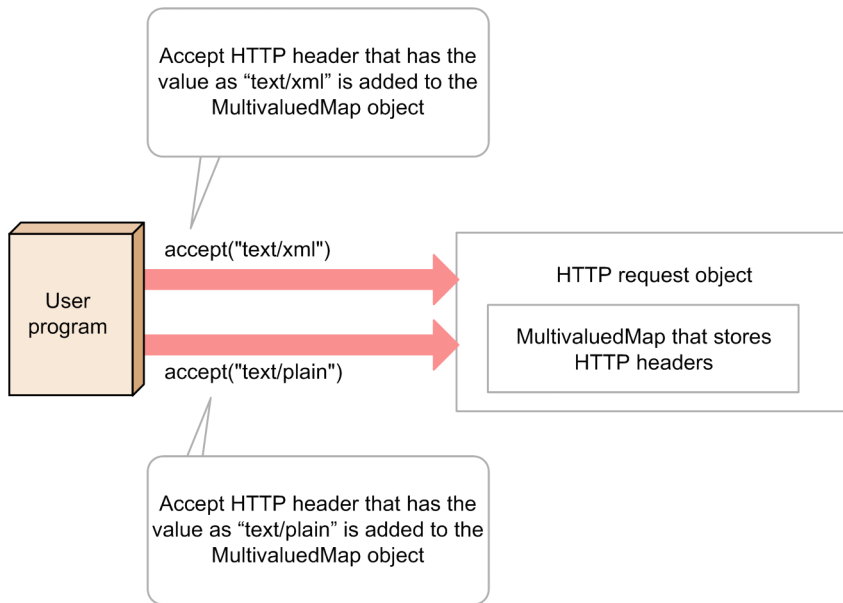 Accept HTTP header that has the
value as “text/xml” is added to the
MultivaluedMap object
accept("text/xml")
User
program
HTTP request object
MultivaluedMap that stores
HTTP headers
accept("text/plain")
Accept HTTP header that has the
value as “text/plain” is added to the
MultivaluedMap object